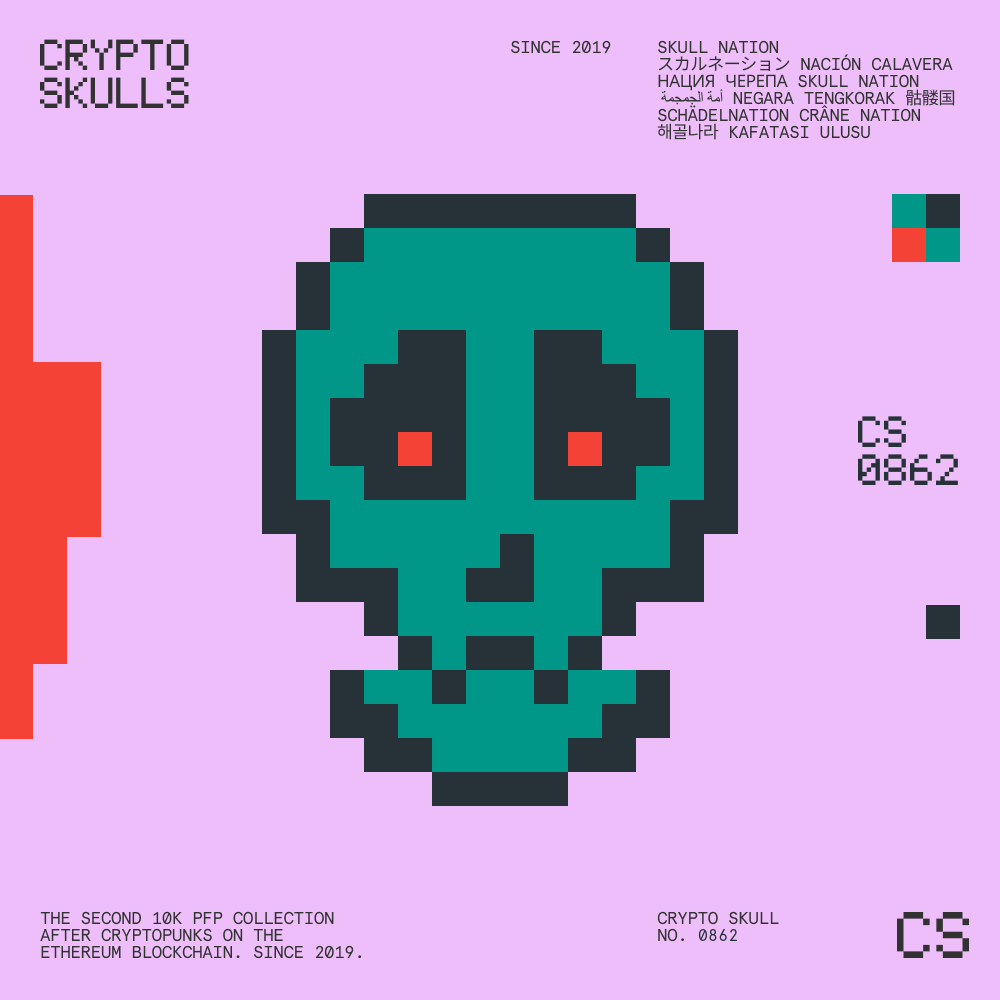 CRYPTO
SKULLS
SINCE 2019
SKULL NATION
スカルネーション NACIÓN CALAVERA
НАЦИЯ ЧЕРЕПА SKULL NATION
أمة الجمجمة NEGARA TENGKORAK 骷髅国
SCHÄDELNATION CRÂNE NATION
해골나라 KAFATASI ULUSU
CS
0862
THE SECOND 10K PFP COLLECTION
AFTER CRYPTOPUNKS ON THE
ETHEREUM BLOCKCHAIN. SINCE 2019.
CRYPTO SKULL
NO. 0862
CS